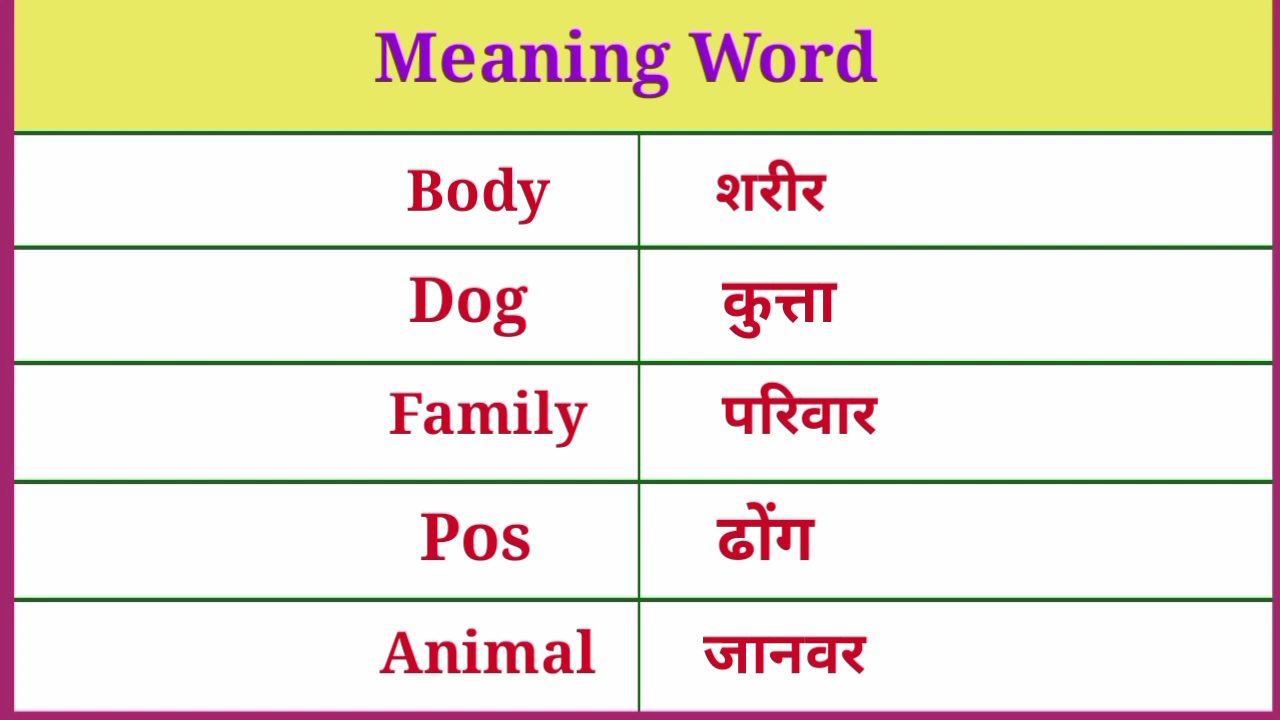 Meaning Word
Body शरीर
Dog कुत्ता
Family परिवार
Pos ढोंग
Animal जानवर